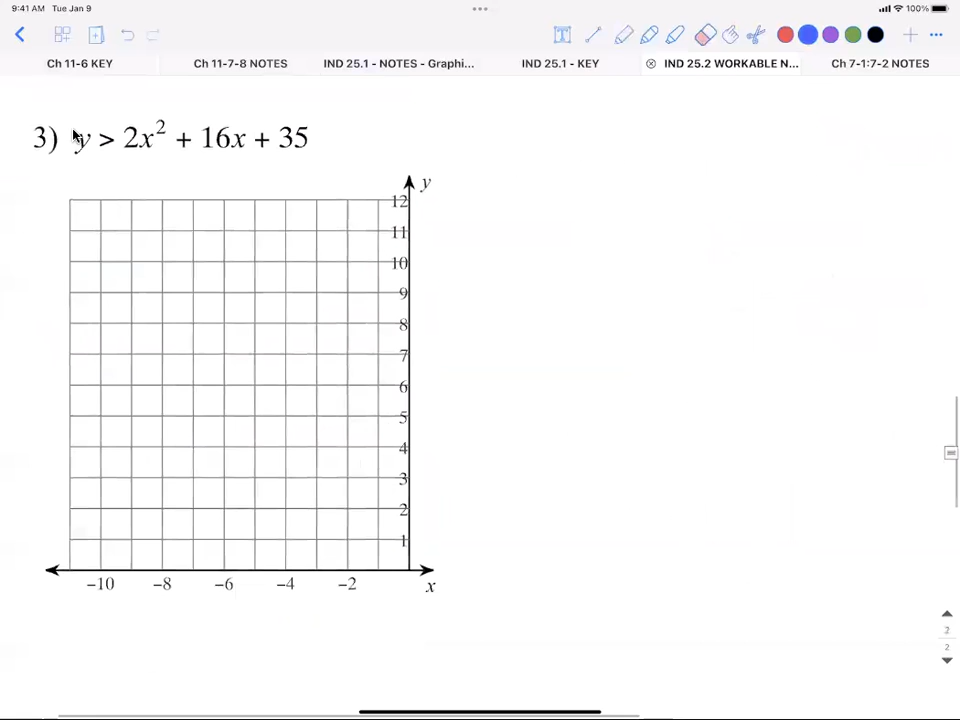 9:41 AM Tue Jan 9
100%
Ch 11-6 KEY
Ch 11-7-8 NOTES
IND 25.1 - NOTES - Graphi...
IND 25.1 - KEY
IND 25.2 WORKABLE N...
Ch 7-1:7-2 NOTES
3) y > 2x² + 16x + 35
y
12
11
10
9
8
7
6
5
4
3
2
1
−10 −8 −6 −4 −2
x
2
2